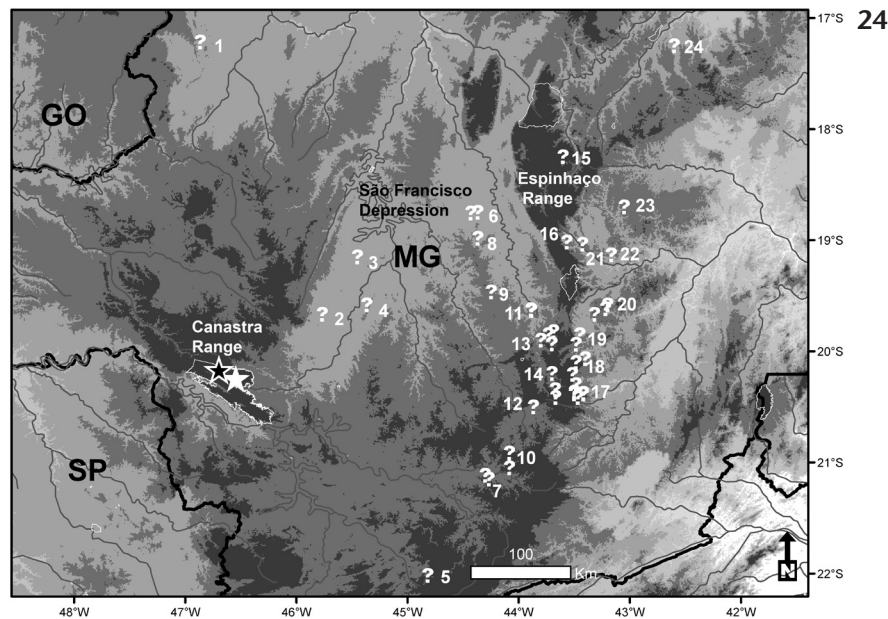 17°S
24
? 1
? 24
GO
18°S
? 15
Espinhaço
Range
São Francisco
Depression
? 23
? ? 6
16 ? ?
19°S
MG
? 8
21
? 22
? 3
? 9
? 2
? 4
11 ?
? 20
Canastra
Range
13
19
20°S
14
18
17
12 ?
? 10
SP
21°S
? 7
100
Km
? 5
N
22°S
48°W
47°W
46°W
45°W
44°W
43°W
42°W